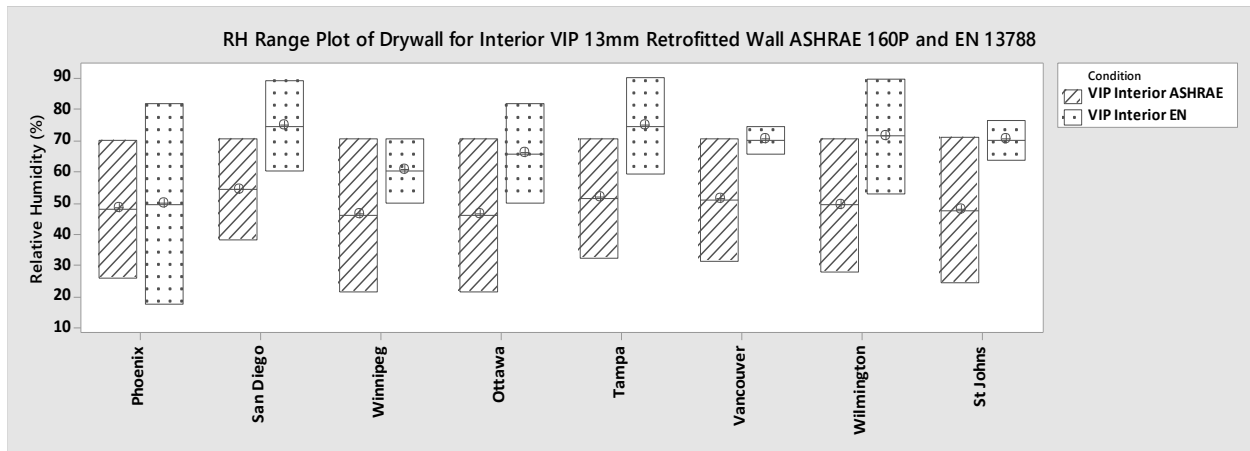 RH Range Plot of Drywall for Interior VIP 13mm Retrofitted Wall ASHRAE 160P and EN 13788
Condition
VIP Interior ASHRAE
VIP Interior EN
Relative Humidity (%)
90
80
70
60
50
40
30
20
10
Phoenix
San Diego
Winnipeg
Ottawa
Tampa
Vancouver
Wilmington
St Johns